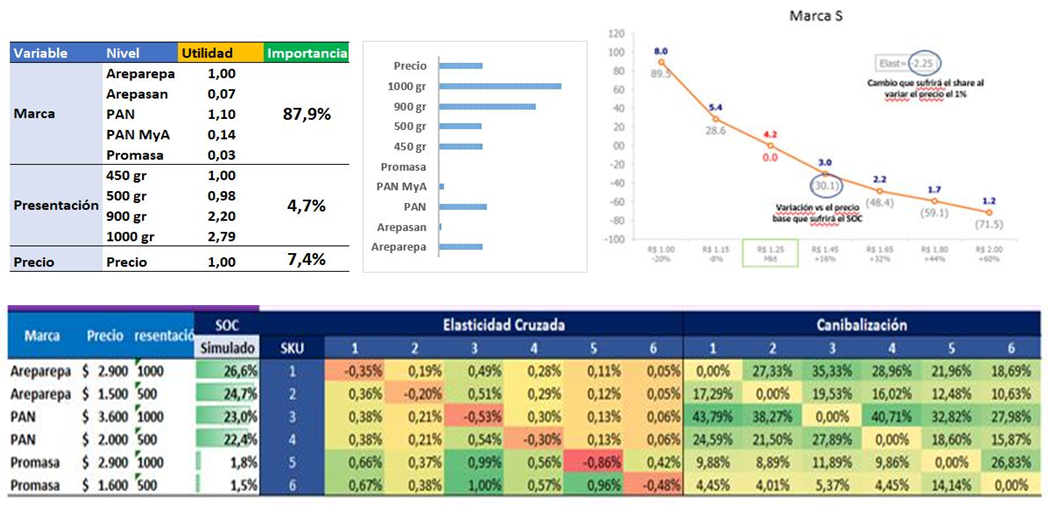 Variable Nivel Utilidad Importancia
Marca
Areparepa 1,00
Arepasan 0,07
PAN 1,10
PAN MyA 0,14
Promasa 0,03
87,9%
Presentación
450 gr 1,00
500 gr 0,98
900 gr 2,20
1000 gr 2,79
4,7%
Precio Precio 1,00 7,4%
Precio
1000 gr
900 gr
500 gr
450 gr
Promasa
PAN MyA
PAN
Arepasan
Areparepa
Marca S
120
100
80
60
40
20
00
-20
-40
-60
-80
-100
8.0
89.5
5.4
28.6
4.2
0.0
3.0
(30.1)
2.2
(48.4)
1.7
(59.1)
1.2
(71.5)
Elast= -2.25
Cambio que sufrirá el share al
variar el precio el 1%
Variación vs el precio
base que sufrirá el SOC
R$ 1.00 R$ 1.15 R$ 1.25 R$ 1.45 R$ 1.65 R$ 1.80 R$ 2.00
-20% -8% Mkt +16% +32% +44% +60%
Marca Precio resentació SOC Elasticidad Cruzada Canibalización
Simulado SKU 1 2 3 4 5 6 1 2 3 4 5 6
Areparepa $ 2.900 1000 26,6% 1 -0,35% 0,19% 0,49% 0,28% 0,11% 0,05% 0,00% 27,33% 35,33% 28,96% 21,96% 18,69%
Areparepa $ 1.500 500 24,7% 2 0,36% -0,20% 0,51% 0,29% 0,12% 0,05% 17,29% 0,00% 19,53% 16,02% 12,48% 10,63%
PAN $ 3.600 1000 23,0% 3 0,38% 0,21% -0,53% 0,30% 0,13% 0,06% 43,79% 38,27% 0,00% 40,71% 32,82% 27,98%
PAN $ 2.000 500 22,4% 4 0,38% 0,21% 0,54% -0,30% 0,13% 0,06% 24,59% 21,50% 27,89% 0,00% 18,60% 15,87%
Promasa $ 2.900 1000 1,8% 5 0,66% 0,37% 0,99% 0,56% -0,86% 0,42% 9,88% 8,89% 11,89% 9,86% 0,00% 26,83%
Promasa $ 1.600 500 1,5% 6 0,67% 0,38% 1,00% 0,57% 0,96% -0,48% 4,45% 4,01% 5,37% 4,45% 14,14% 0,00%